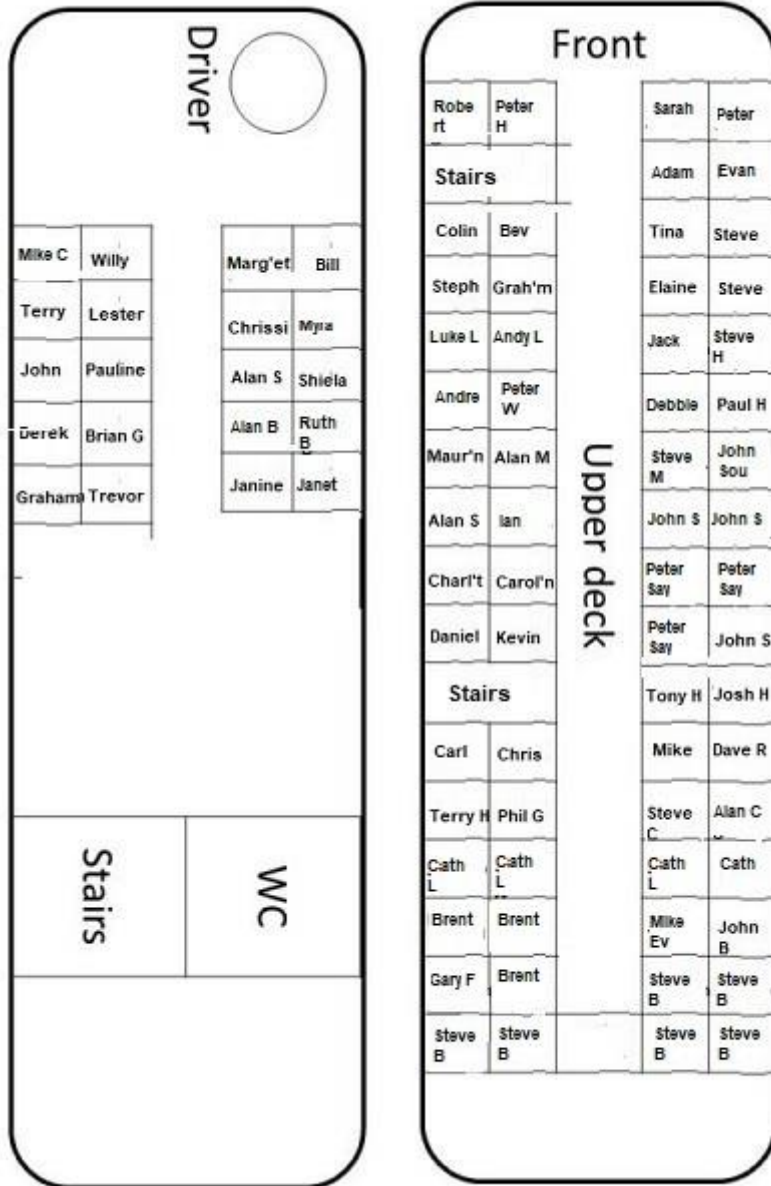 Driver
Mike C Willy Marg'et Bill
Terry Lester Chrissi Myra
John Pauline Alan S Shiela
Derek Brian G Alan B Ruth
B
Graham Trevor Janine Janet
Stairs
WC
Front
Robe Peter Sarah Peter
rt H
Stairs Adam Evan
Colin Bev Tina Steve
Steph Grah'm Elaine Steve
Luke L Andy L Jack Steve
H
Andre Peter Debbie Paul H
W
Maur'n Alan M Steve John
M Sou
Upper deck
Alan S Ian John S John S
Charl't Carol'n Peter Peter
Say Say
Daniel Kevin Peter John S
Say
Stairs Tony H Josh H
Carl Chris Mike Dave R
Terry H Phil G Steve Alan C
C
Cath Cath Cath Cath
L L L
Brent Brent Mike John
Ev B
Gary F Brent Steve Steve
B B
Steve Steve Steve Steve
B B B B